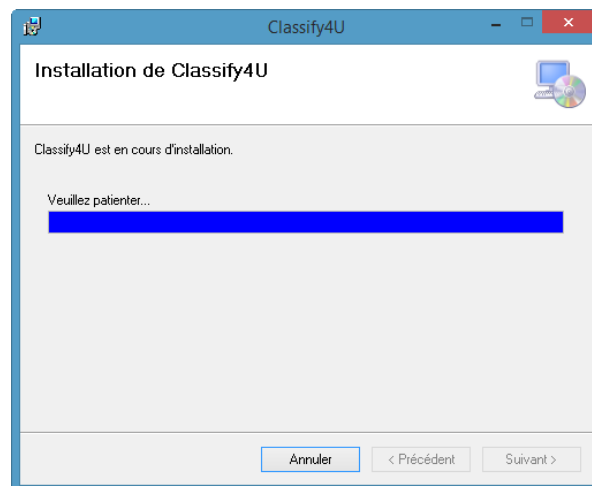 Classify4U
Installation de Classify4U
Classify4U est en cours d'installation.
Veuillez patienter...
Annuler
< Précédent
Suivant >